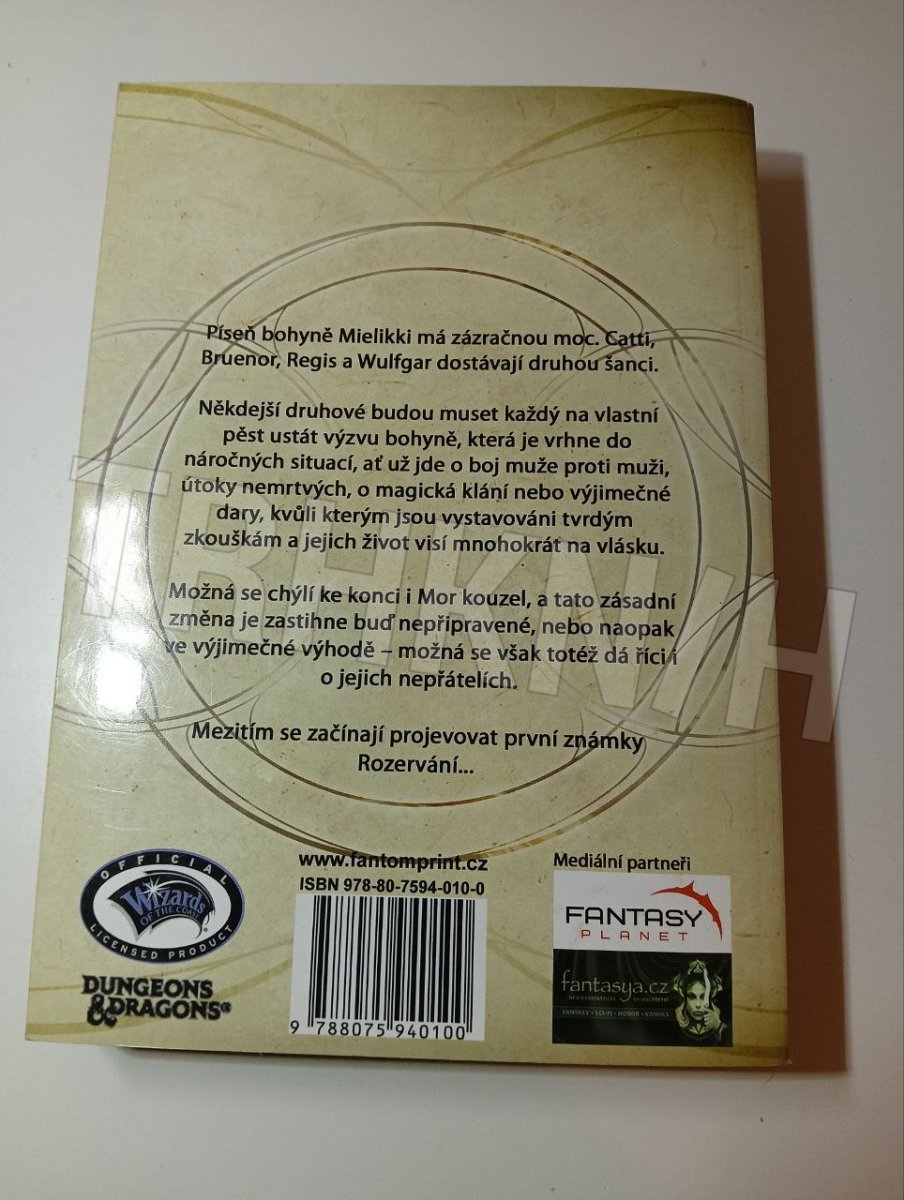 Píseň bohyně Mielikki má zázračnou moc. Catti,
Bruenor, Regis a Wulfgar dostávají druhou šanci.
Někdejší druhové budou muset každý na vlastní
pěst ustát výzvu bohyně, která je vrhne do
náročných situací, ať už jde o boj muže proti muži,
útoky nemrtvých, o magická klání nebo výjimečné
dary, kvůli kterým jsou vystavováni tvrdým
zkouškám a jejich život visí mnohokrát na vlásku.
Možná se chýlí ke konci i Mor kouzel, a tato zásadní
změna je zastihne buď nepřipravené, nebo naopak
ve výjimečné výhodě – možná se však totéž dá říci i
o jejich nepřátelích.
Mezitím se začínají projevovat první známky
Rozervání...
TRHKNIH
OFFICIAL
Wizards
OF THE COAST
LICENSED PRODUCT
DUNGEONS
& DRAGONS®
www.fantomprint.cz
ISBN 978-80-7594-010-0
9 788075 940100
Mediální partneři
FANTASY
PLANET
fantasya.cz
FANTASY • SCI-FI • HOROR • KOMIKS